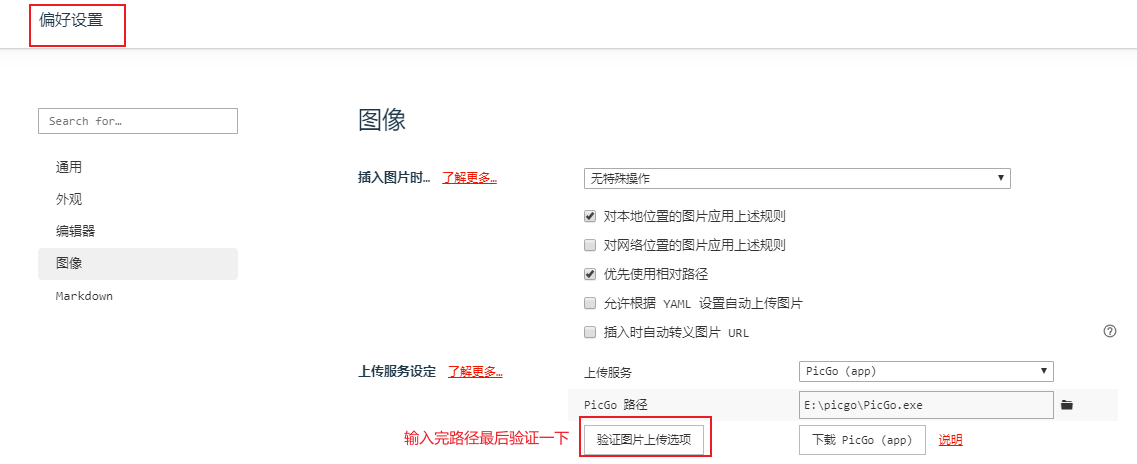 偏好设置
Search for…
通用
外观
编辑器
图像
Markdown
图像
插入图片时… 了解更多… 无特殊操作
对本地位置的图片应用上述规则
对网络位置的图片应用上述规则
优先使用相对路径
允许根据 YAML 设置自动上传图片
插入时自动转义图片 URL
上传服务设定 了解更多… 上传服务 PicGo (app)
PicGo 路径 E:\picgo\PicGo.exe
输入完路径最后验证一下 验证图片上传选项 下载 PicGo (app) 说明